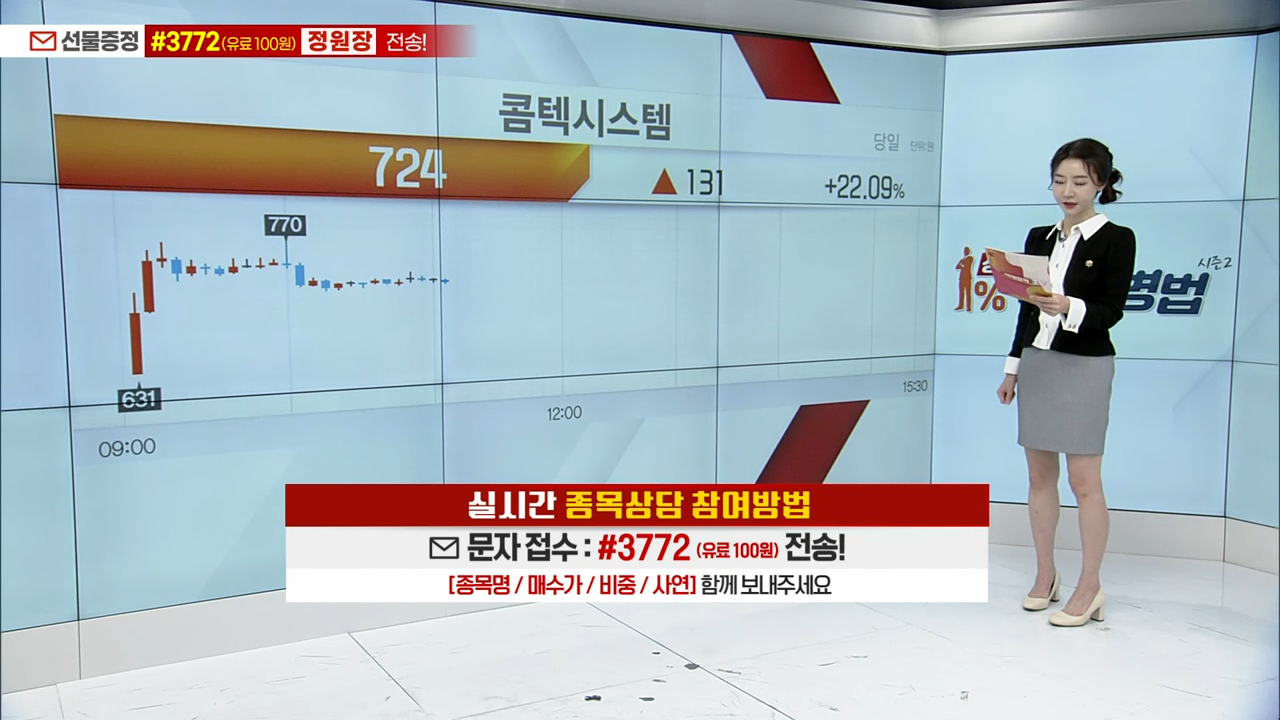 선물증정 #3772 (유료 100원) 정원장 전송!
콤텍시스템
당일 단위:원
724 ▲ 131 +22.09%
770
631
09:00 12:00 15:30
시즌2
% 병법
실시간 종목상담 참여방법
문자 접수 : #3772 (유료 100원) 전송!
[종목명 / 매수가 / 비중 / 사연] 함께 보내주세요